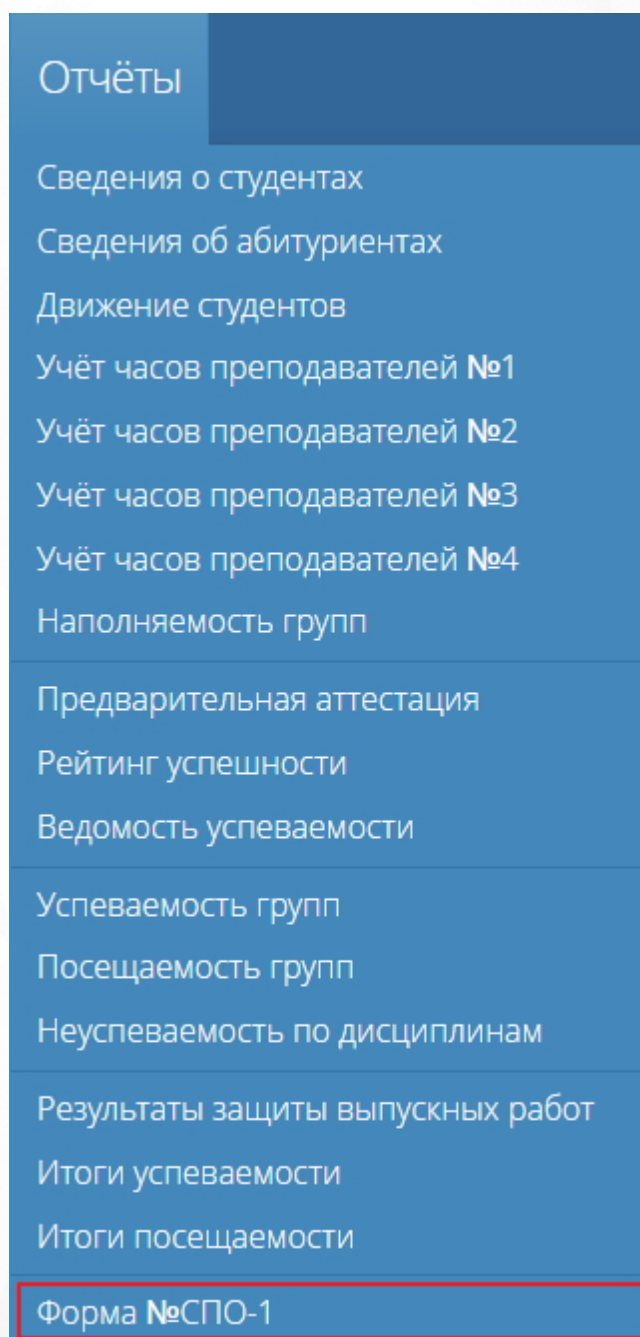 Отчёты
Сведения о студентах
Сведения об абитуриентах
Движение студентов
Учёт часов преподавателей №1
Учёт часов преподавателей №2
Учёт часов преподавателей №3
Учёт часов преподавателей №4
Наполняемость групп
Предварительная аттестация
Рейтинг успешности
Ведомость успеваемости
Успеваемость групп
Посещаемость групп
Неуспеваемость по дисциплинам
Результаты защиты выпускных работ
Итоги успеваемости
Итоги посещаемости
Форма №СПО-1